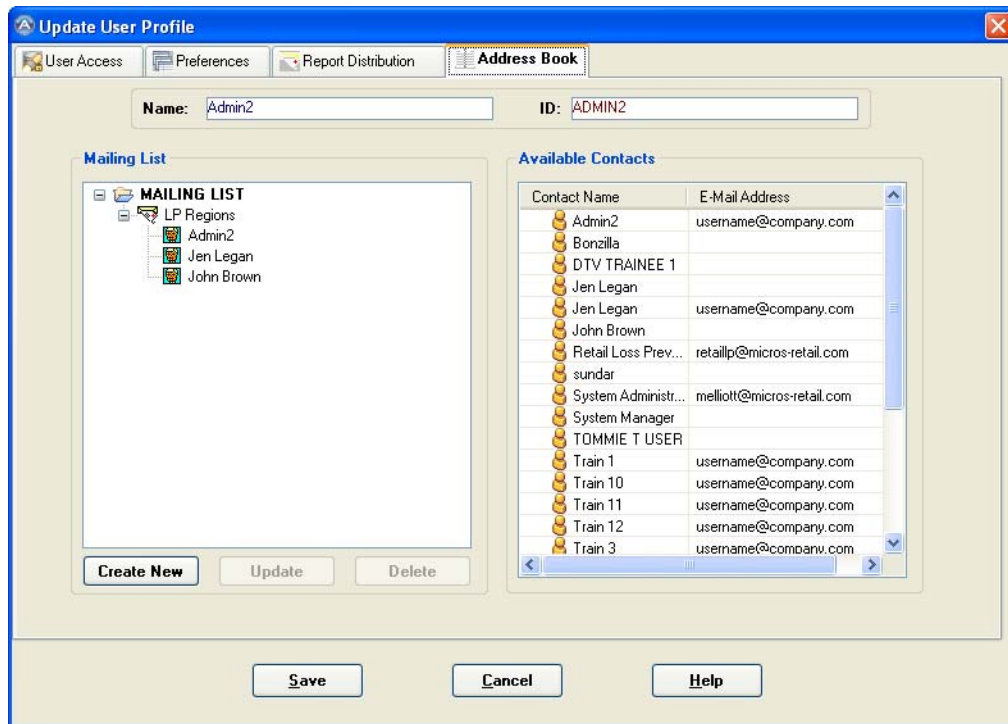 Update User Profile
User Access Preferences Report Distribution Address Book
Name: Admin2 ID: ADMIN2
Mailing List
MAILING LIST
LP Regions
Admin2
Jen Legan
John Brown
Create New Update Delete
Available Contacts
Contact Name E-Mail Address
Admin2 username@company.com
Bonzilla
DTV TRAINEE 1
Jen Legan
Jen Legan username@company.com
John Brown
Retail Loss Prev... retaillp@micros-retail.com
sundar
System Administr... melliott@micros-retail.com
System Manager
TOMMIE T USER
Train 1 username@company.com
Train 10 username@company.com
Train 11 username@company.com
Train 12 username@company.com
Train 3 username@company.com
Save Cancel Help